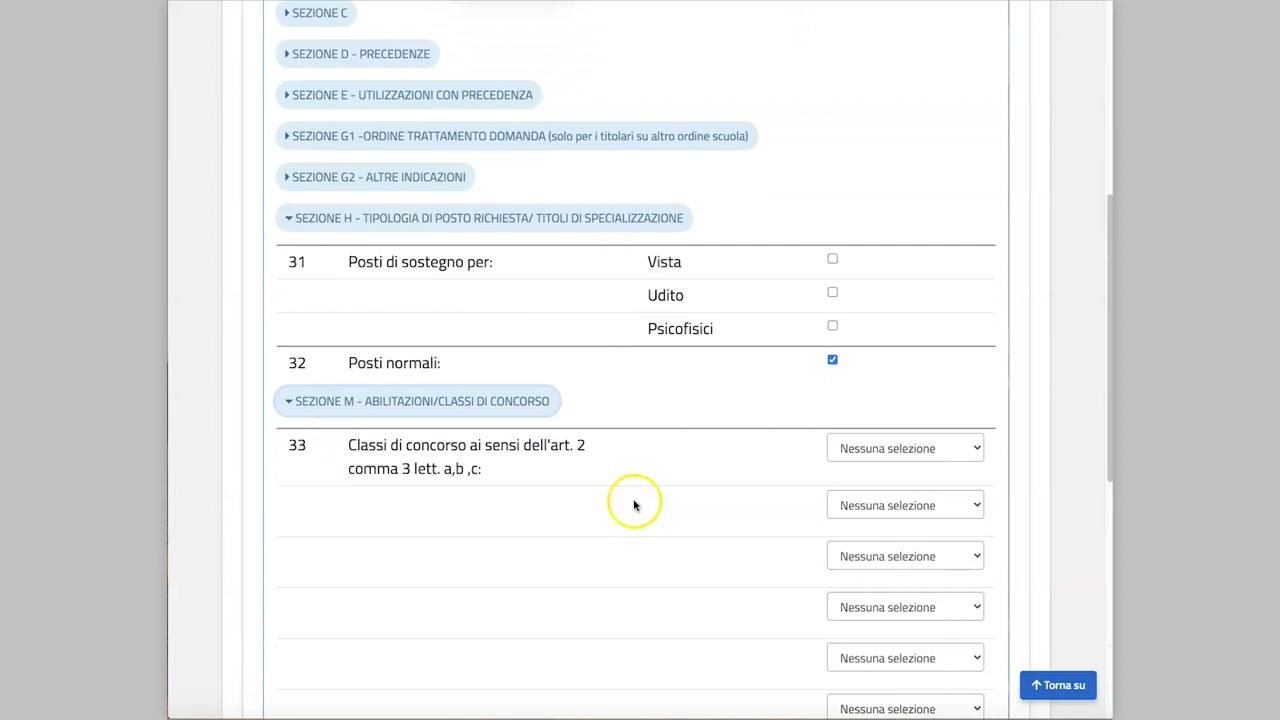 SEZIONE C
SEZIONE D - PRECEDENZE
SEZIONE E - UTILIZZAZIONI CON PRECEDENZA
SEZIONE G1 -ORDINE TRATTAMENTO DOMANDA (solo per i titolari su altro ordine scuola)
SEZIONE G2 - ALTRE INDICAZIONI
SEZIONE H - TIPOLOGIA DI POSTO RICHIESTA/ TITOLI DI SPECIALIZZAZIONE
31 Posti di sostegno per: Vista
Udito
Psicofisici
32 Posti normali:
SEZIONE M - ABILITAZIONI/CLASSI DI CONCORSO
33 Classi di concorso ai sensi dell'art. 2 Nessuna selezione
comma 3 lett. a,b ,c:
Nessuna selezione
Nessuna selezione
Nessuna selezione
Nessuna selezione
Torna su
Nessuna selezione